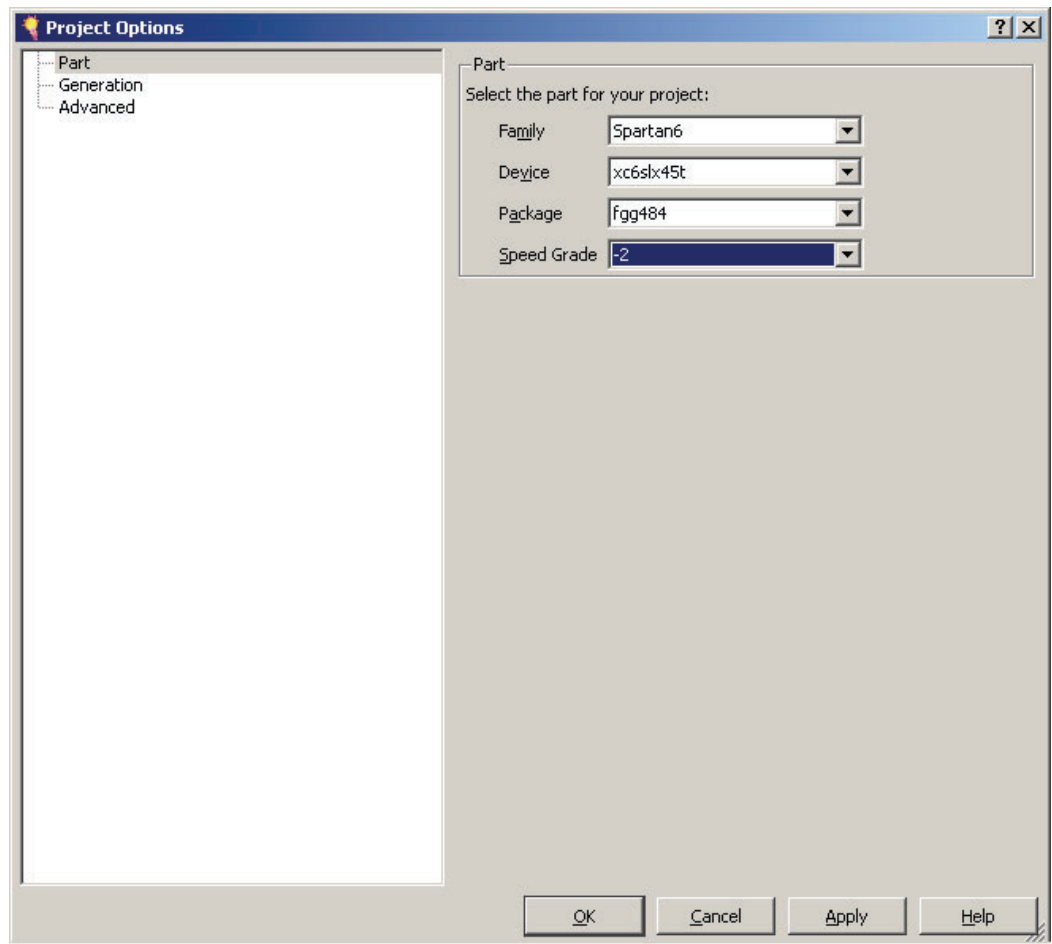 Project Options
Part
Generation
Advanced
Part
Select the part for your project:
Family Spartan6
Device xc6slx45t
Package fgg484
Speed Grade -2
OK Cancel Apply Help